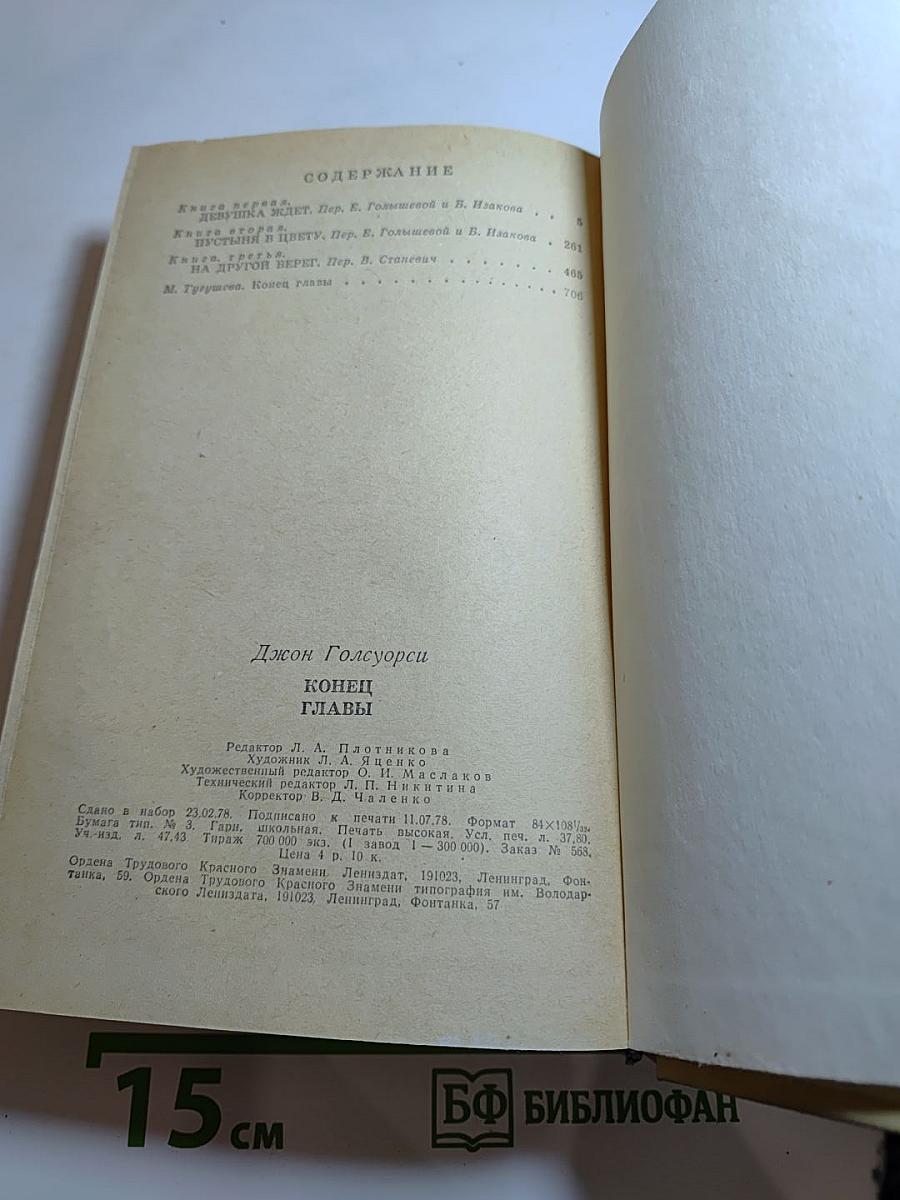 СОДЕРЖАНИЕ
Книга первая.
ДЕВУШКА ЖДЕТ. Пер. Е. Голышевой и Б. Изакова . . 5
Книга вторая.
ПУСТЫНЯ В ЦВЕТУ. Пер. Е. Голышевой и Б. Изакова . 261
Книга. третья.
НА ДРУГОЙ БЕРЕГ. Пер. В. Станевич . . . . . . . 465
М. Тугушева. Конец главы . . . . . . . . . . . . . . 706
Джон Голсуорси
КОНЕЦ
ГЛАВЫ
Редактор Л. А. Плотникова
Художник Л. А. Яценко
Художественный редактор О. И. Маслаков
Технический редактор Л. П. Никитина
Корректор В. Д. Чаленко
Сдано в набор 23.02.78. Подписано к печати 11.07.78. Формат 84×108 1/32.
Бумага тип. № 3. Гарн. школьная. Печать высокая. Усл. печ. л. 37,80.
Уч.-изд. л. 47,43 Тираж 700 000 экз. (I завод 1—300 000). Заказ № 568.
Цена 4 р. 10 к.
Ордена Трудового Красного Знамени Лениздат, 191023, Ленинград, Фон-
танка, 59. Ордена Трудового Красного Знамени типография им. Володар-
ского Лениздата, 191023, Ленинград, Фонтанка, 57
15 см
БФ БИБЛИОФАН